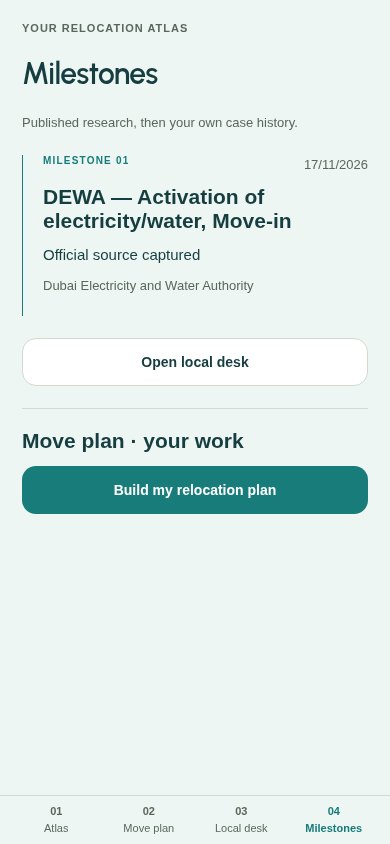 YOUR RELOCATION ATLAS
Milestones
Published research, then your own case history.
MILESTONE 01
17/11/2026
DEWA — Activation of
electricity/water, Move-in
Official source captured
Dubai Electricity and Water Authority
Open local desk
Move plan · your work
Build my relocation plan
01
Atlas
02
Move plan
03
Local desk
04
Milestones